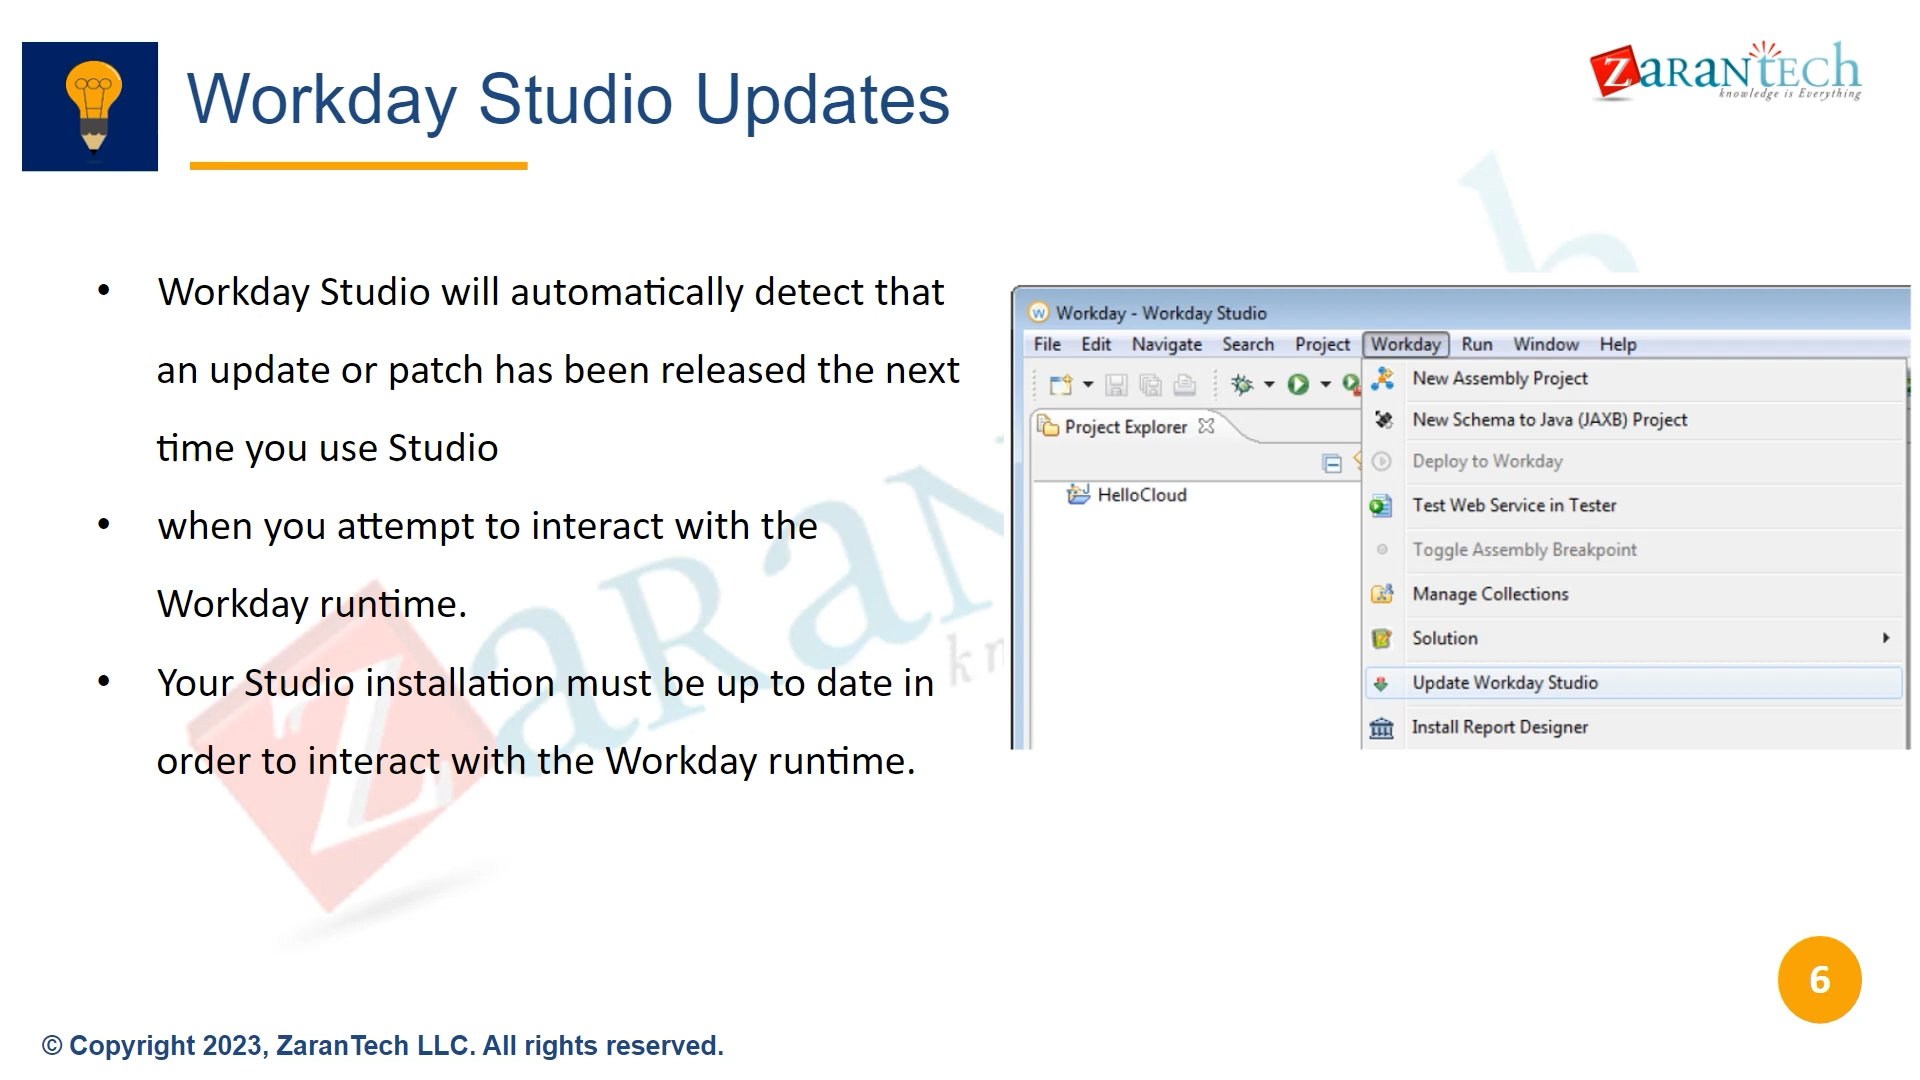 Workday Studio Updates
ZARANTECH
knowledge is Everything
• Workday Studio will automatically detect that
an update or patch has been released the next
time you use Studio
• when you attempt to interact with the
Workday runtime.
• Your Studio installation must be up to date in
order to interact with the Workday runtime.
Workday - Workday Studio
File Edit Navigate Search Project Workday Run Window Help
Project Explorer
HelloCloud
New Assembly Project
New Schema to Java (JAXB) Project
Deploy to Workday
Test Web Service in Tester
Toggle Assembly Breakpoint
Manage Collections
Solution
Update Workday Studio
Install Report Designer
6
© Copyright 2023, ZaranTech LLC. All rights reserved.